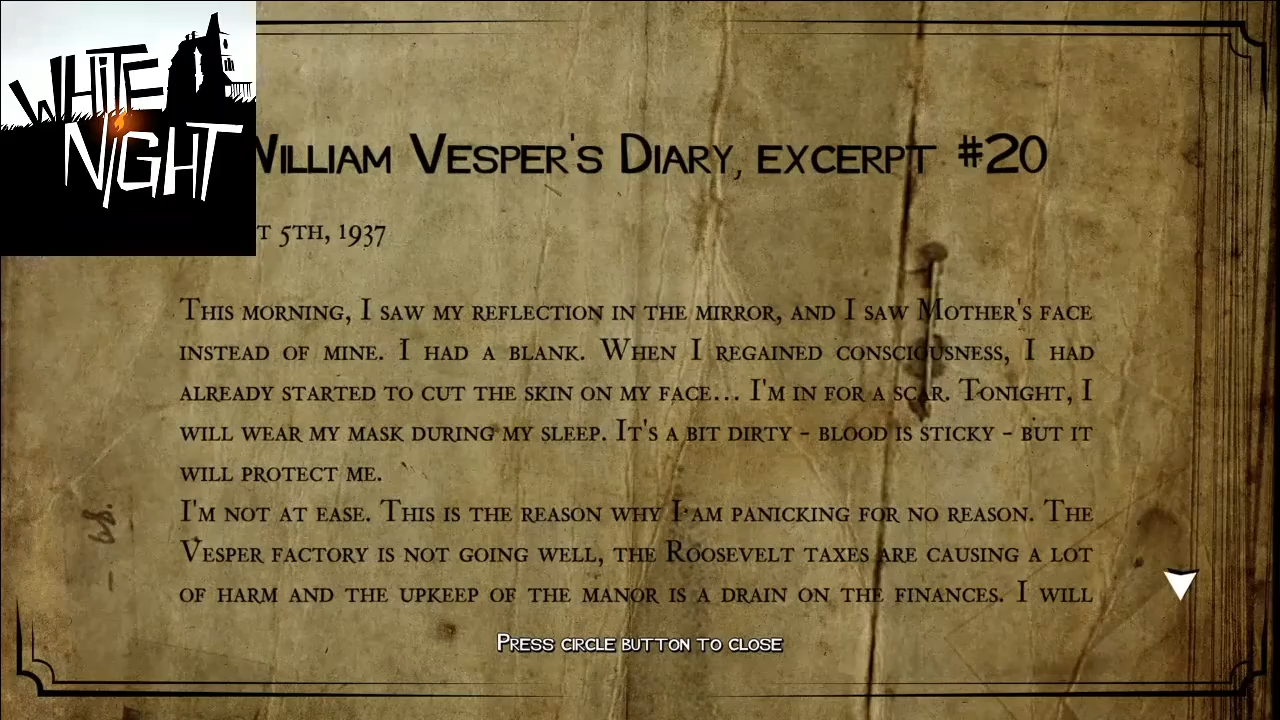 WHITE
NIGHT
William Vesper's Diary, excerpt #20
t 5th, 1937
This morning, I saw my reflection in the mirror, and I saw Mother's face
instead of mine. I had a blank. When I regained consciousness, I had
already started to cut the skin on my face... I'm in for a scar. Tonight, I
will wear my mask during my sleep. It's a bit dirty - blood is sticky - but it
will protect me.
I'm not at ease. This is the reason why I am panicking for no reason. The
Vesper factory is not going well, the Roosevelt taxes are causing a lot
of harm and the upkeep of the manor is a drain on the finances. I will
Press circle button to close